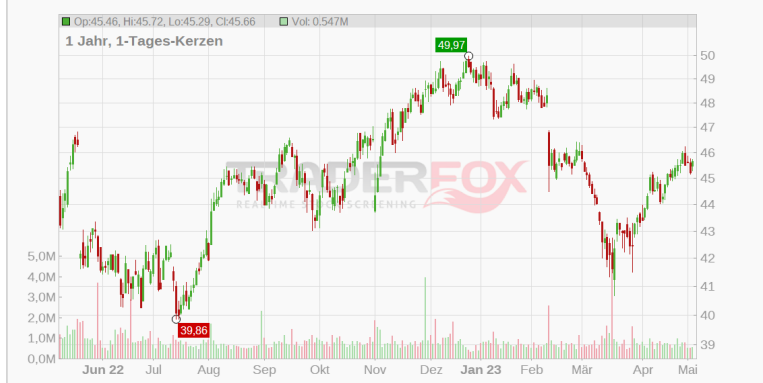 Op:45.46, Hi:45.72, Lo:45.29, Cl:45.66 Vol: 0.547M
1 Jahr, 1-Tages-Kerzen
49,97
50
49
48
47
46
45
44
43
42
41
40
39
5,0M
4,0M
3,0M
2,0M
1,0M
0,0M
TRADERFOX
REALTIME STOCK SCREENING
39,86
Jun 22 Jul Aug Sep Okt Nov Dez Jan 23 Feb Mär Apr Mai